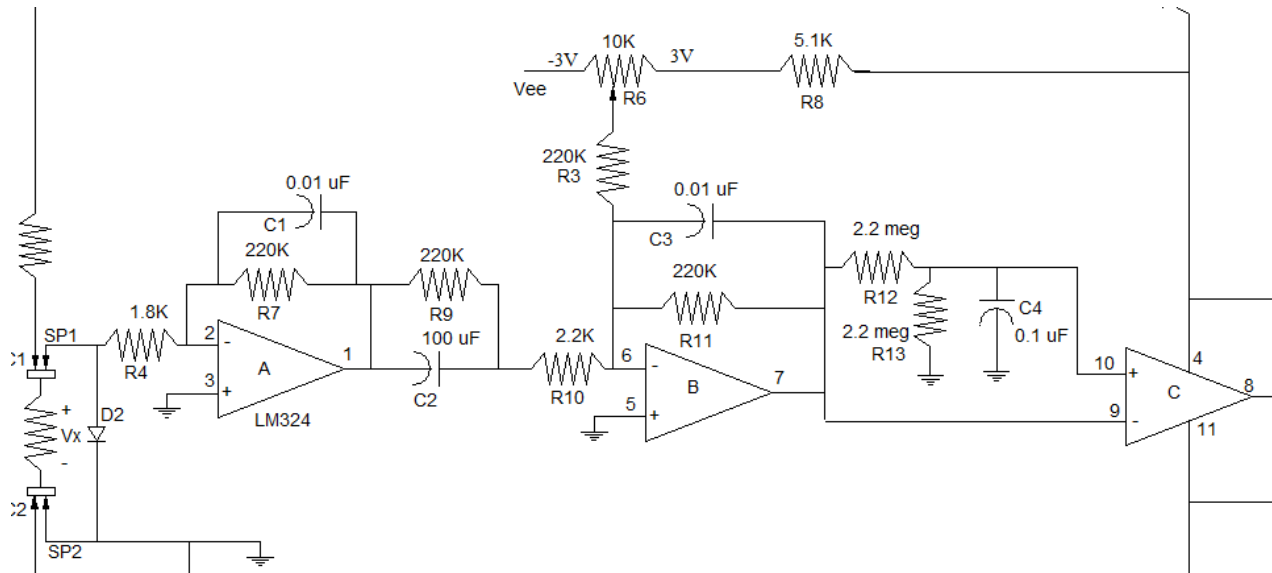 10K
5.1K
-3V
3V
Vee
R6
R8
220K
R3
0.01 uF
0.01 uF
C1
C3
2.2 meg
220K
220K
220K
R12
C4
R7
R9
1.8K
2.2K
R11
2.2 meg
0.1 uF
R13
SP1
2
-
A
1
6
-
B
7
10
+
4
C
8
C1
R4
3
+
C2
R10
5
+
9
-
11
LM324
+
D2
Vx
-
C2
SP2